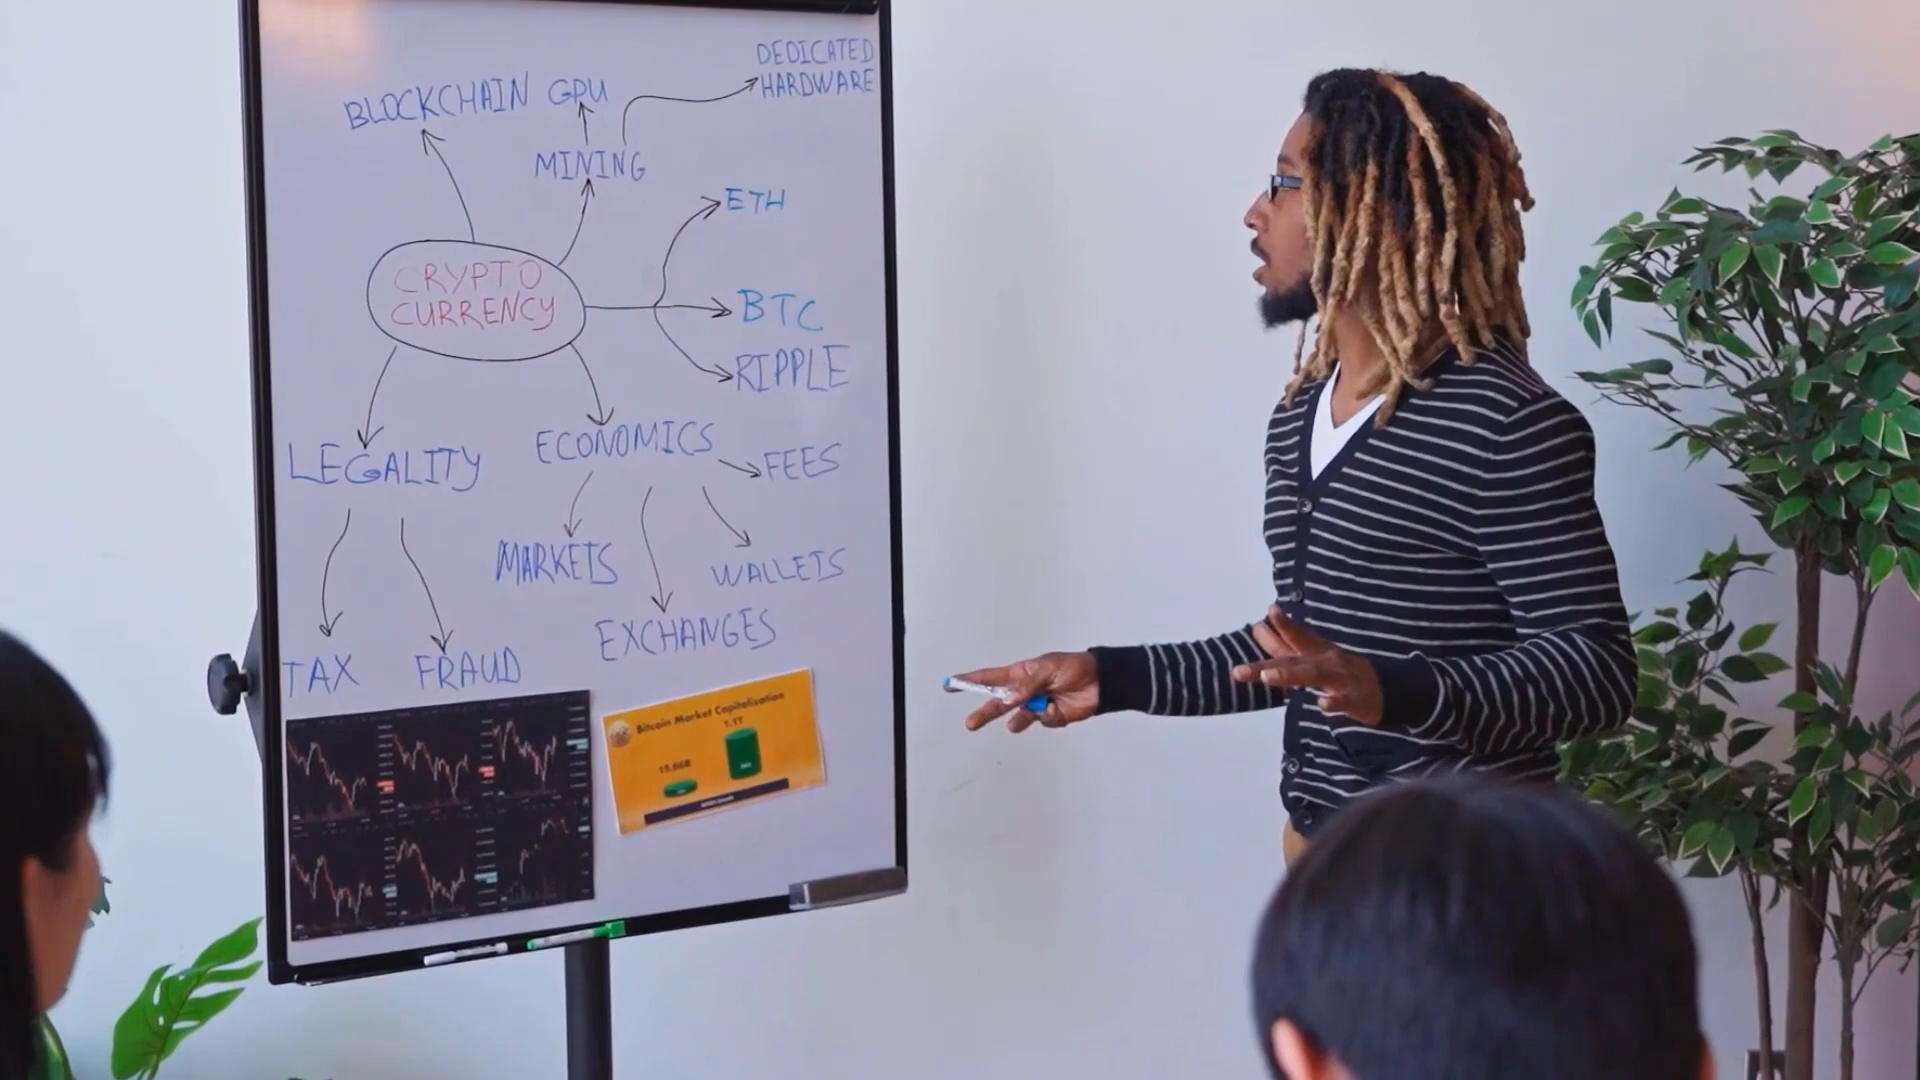 DEDICATED
HARDWARE
BLOCKCHAIN
GPU
MINING
ETH
CRYPTO
CURRENCY
BTC
RIPPLE
LEGALITY
ECONOMICS
FEES
MARKETS
WALLETS
EXCHANGES
TAX
FRAUD
Bitcoin Market Capitalisation
1.1T
15.66B